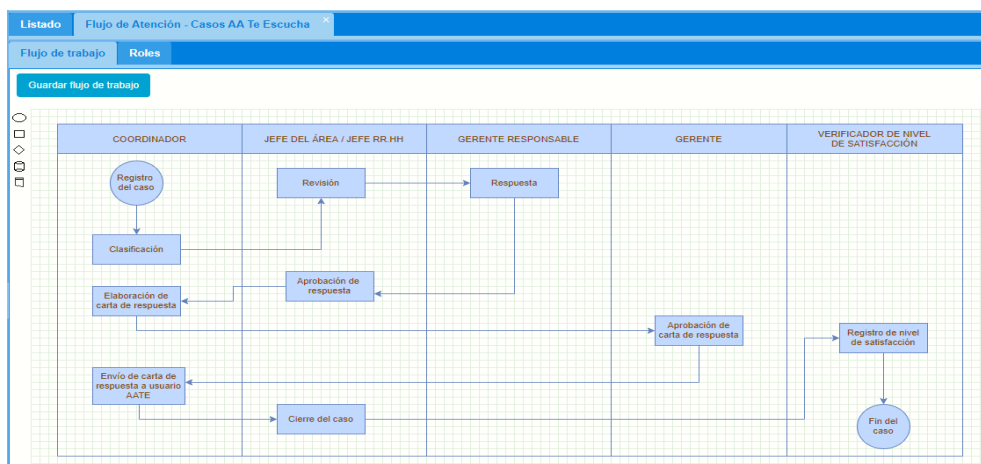 Listado
Flujo de Atención - Casos AA Te Escucha
Flujo de trabajo
Roles
Guardar flujo de trabajo
COORDINADOR
JEFE DEL ÁREA / JEFE RR.HH
GERENTE RESPONSABLE
GERENTE
VERIFICADOR DE NIVEL
DE SATISFACCIÓN
Registro
del caso
Revisión
Respuesta
Clasificación
Aprobación de
respuesta
Elaboración de
carta de respuesta
Aprobación de
carta de respuesta
Registro de nivel
de satisfacción
Envío de carta de
respuesta a usuario
AATE
Cierre del caso
Fin del
caso